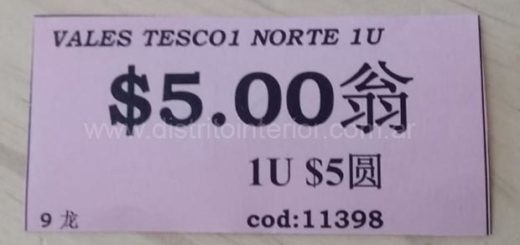 VALES TESCO1 NORTE 1U
$5.00翁
www.distritointerior.com.ar
1U $5圆
9 龙 cod:11398